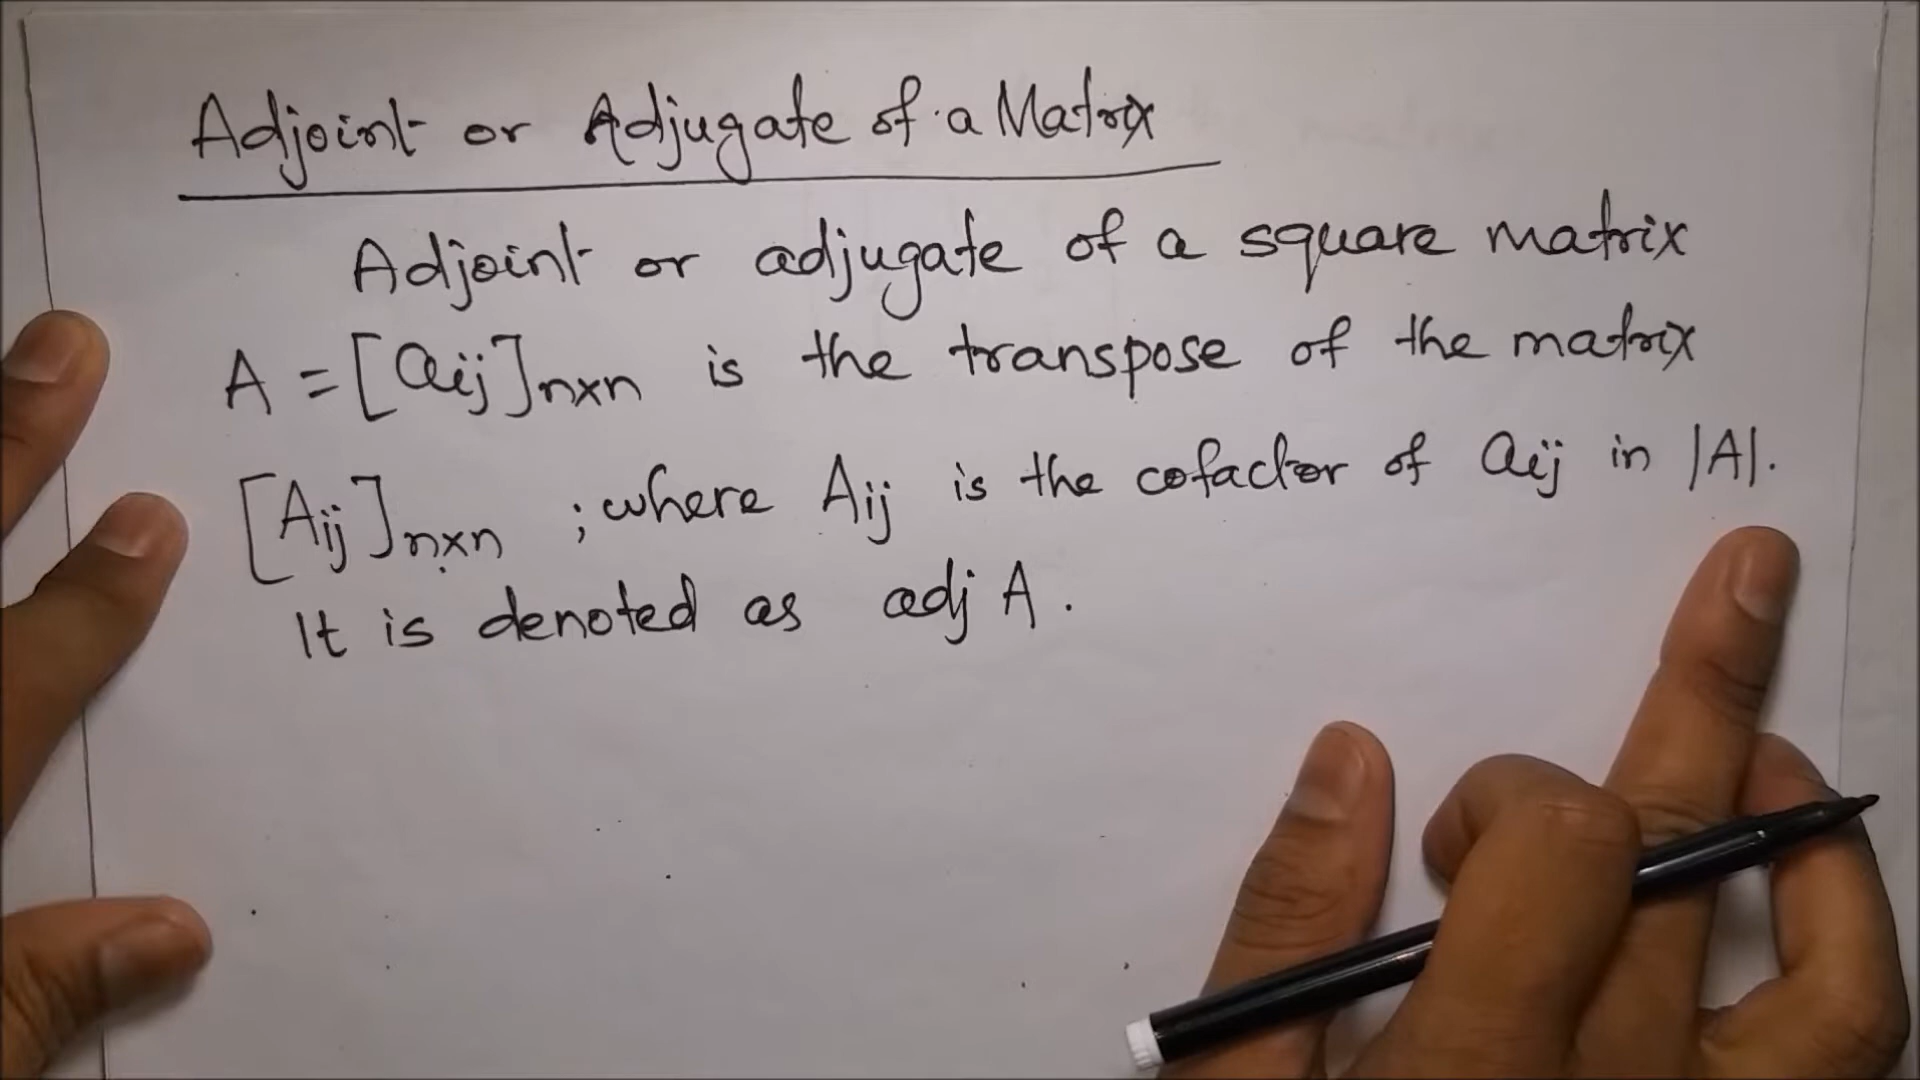 Adjoint or Adjugate of a Matrix
Adjoint or adjugate of a square matrix
A = [aij]nxn is the transpose of the matrix
[Aij]nxn ; where Aij is the cofactor of aij in |A|.
It is denoted as adj A.